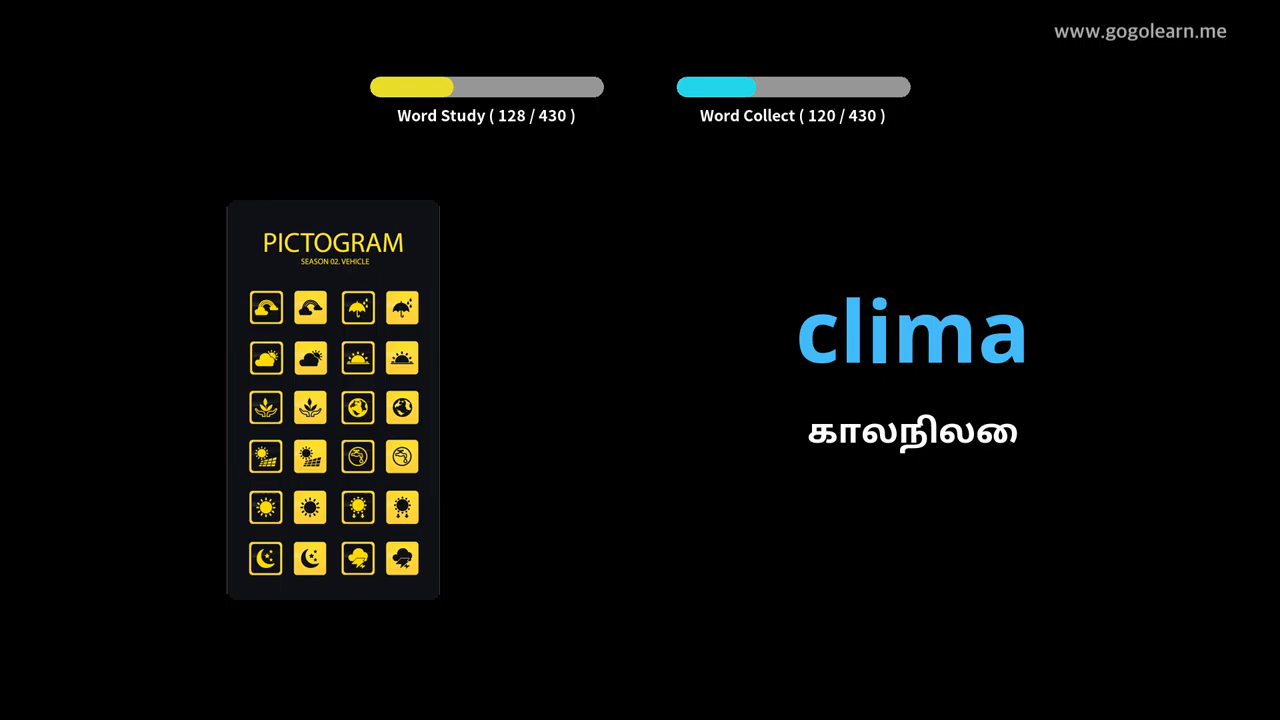 www.gogolearn.me
Word Study ( 128 / 430 )
Word Collect ( 120 / 430 )
PICTOGRAM
SEASON 02. VEHICLE
clima
காலநிலை